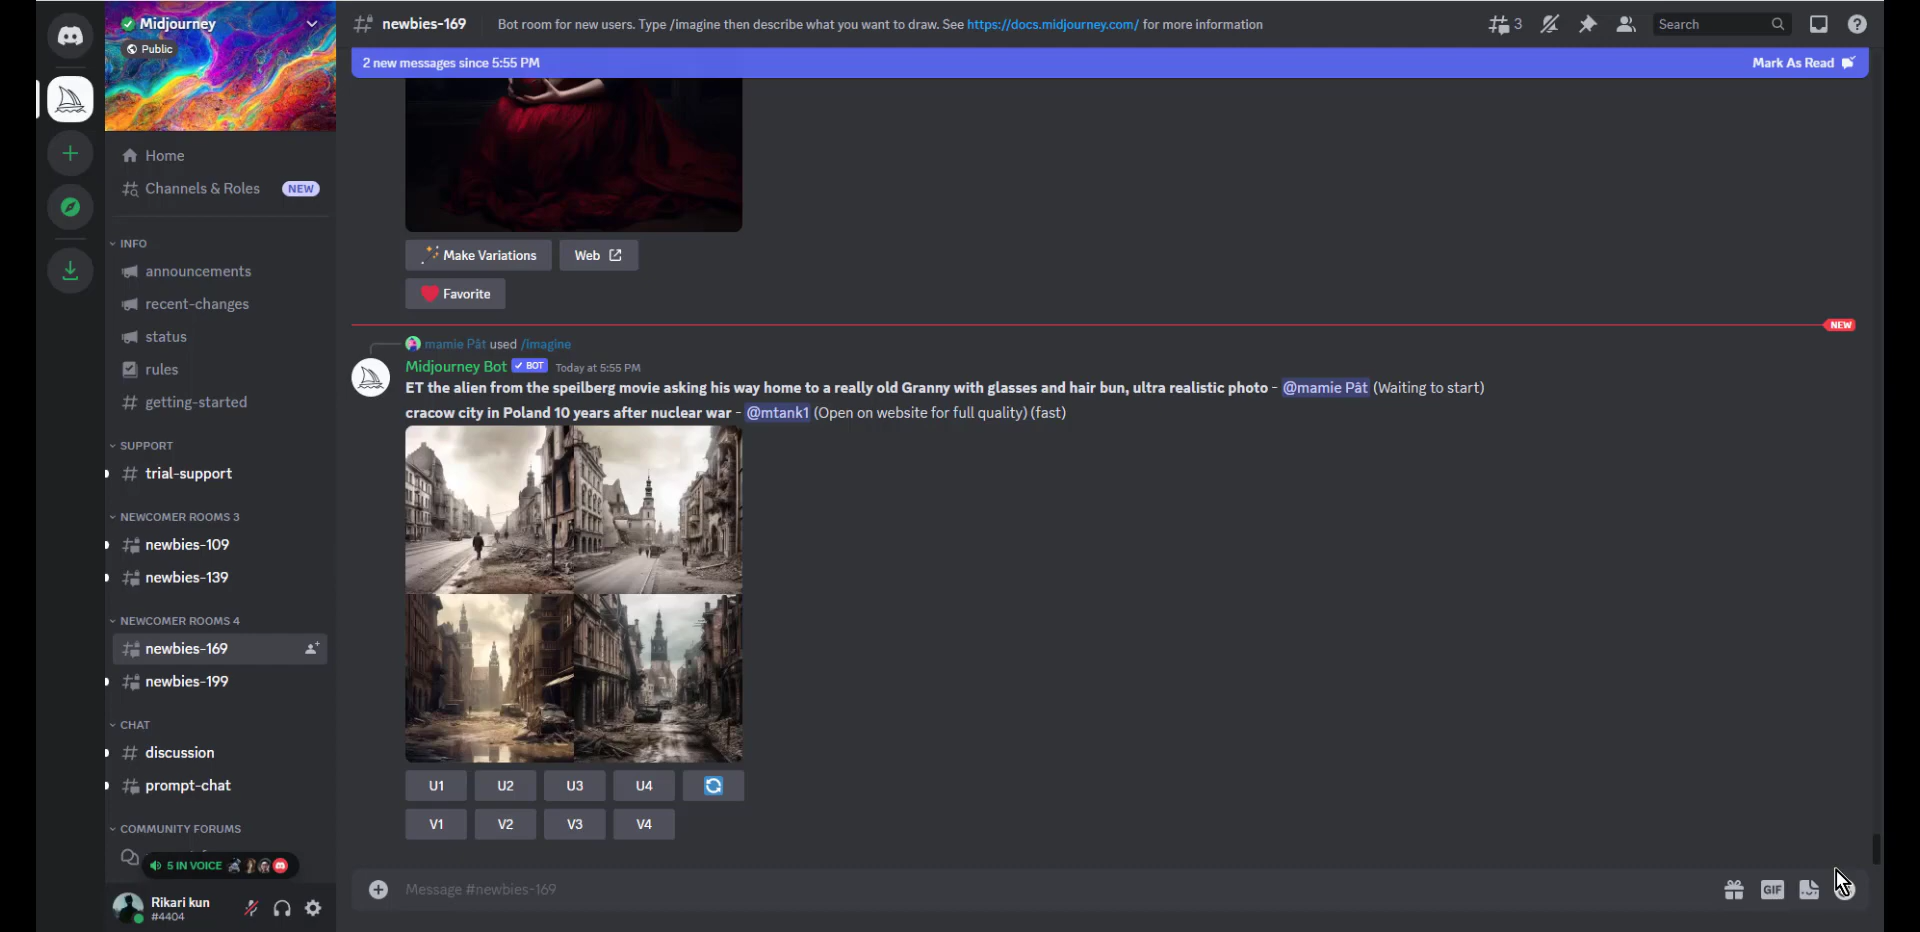 Midjourney
Public
Home
Channels & Roles NEW
INFO
announcements
recent-changes
status
rules
getting-started
SUPPORT
trial-support
NEWCOMER ROOMS 3
newbies-109
newbies-139
NEWCOMER ROOMS 4
newbies-169
newbies-199
CHAT
discussion
prompt-chat
COMMUNITY FORUMS
5 IN VOICE
Rikari kun
#4404
newbies-169 Bot room for new users. Type /imagine then describe what you want to draw. See https://docs.midjourney.com/ for more information
3
Search
2 new messages since 5:55 PM Mark As Read
Make Variations Web
Favorite
NEW
mamie Pât used /imagine
Midjourney Bot ✓ BOT Today at 5:55 PM
ET the alien from the speilberg movie asking his way home to a really old Granny with glasses and hair bun, ultra realistic photo - @mamie Pât (Waiting to start)
cracow city in Poland 10 years after nuclear war - @mtank1 (Open on website for full quality) (fast)
U1 U2 U3 U4
V1 V2 V3 V4
Message #newbies-169
GIF